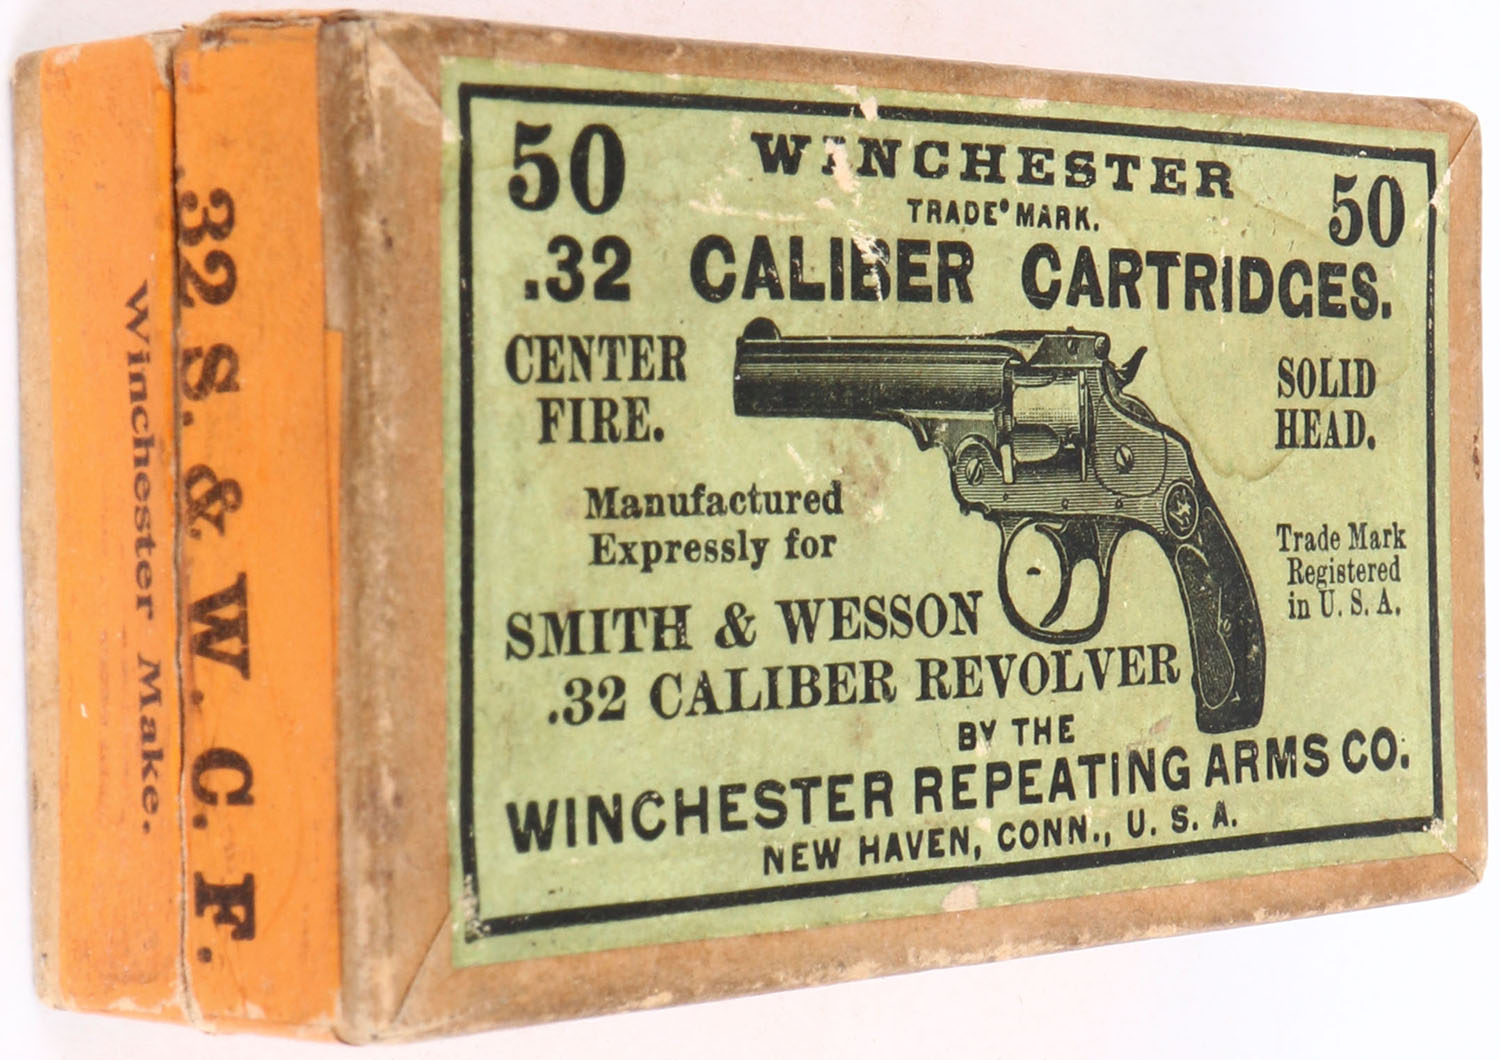 50 WINCHESTER 50
TRADE MARK.
.32 CALIBER CARTRIDGES.
CENTER
FIRE.
SOLID
HEAD.
Manufactured
Expressly for
Trade Mark
Registered
in U. S. A.
SMITH & WESSON
.32 CALIBER REVOLVER
BY THE
WINCHESTER REPEATING ARMS CO.
NEW HAVEN, CONN., U. S. A.
.32 S. & W. C. F.
Winchester Make.